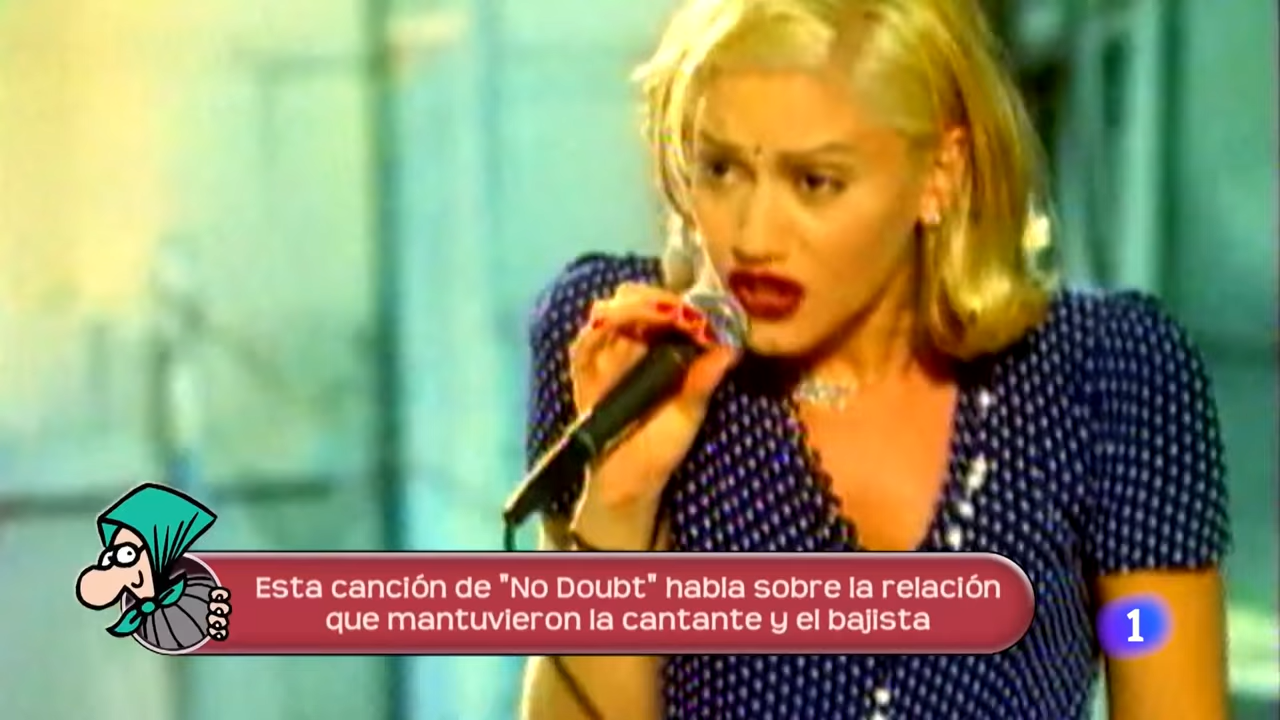 Esta canción de "No Doubt" habla sobre la relación
que mantuvieron la cantante y el bajista
1